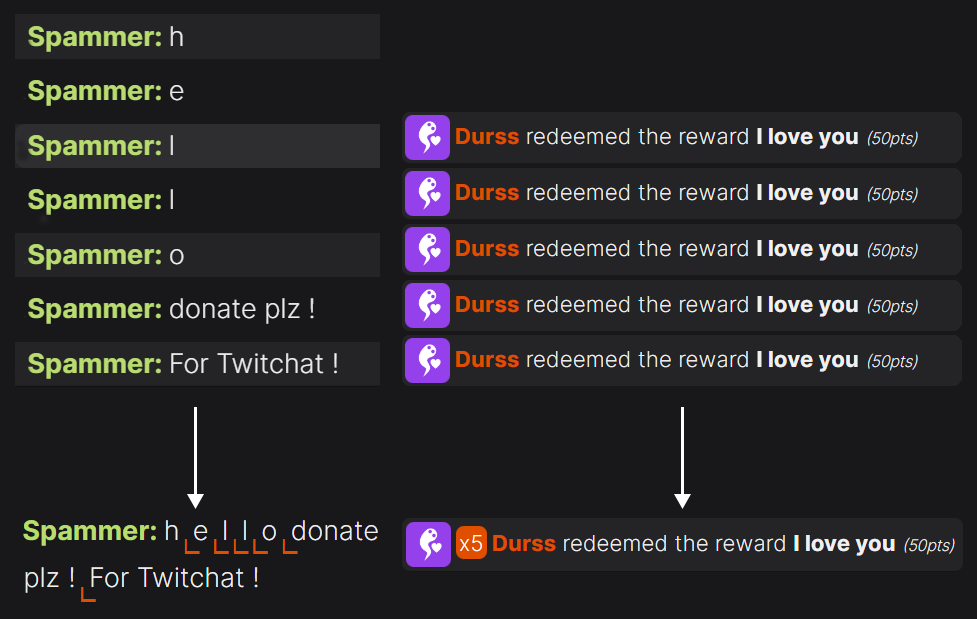 Spammer: h
Spammer: e
Spammer: l
Spammer: l
Spammer: o
Spammer: donate plz !
Spammer: For Twitchat !
Durss redeemed the reward I love you (50pts)
Durss redeemed the reward I love you (50pts)
Durss redeemed the reward I love you (50pts)
Durss redeemed the reward I love you (50pts)
Durss redeemed the reward I love you (50pts)
Spammer: h e l l o donate
plz ! For Twitchat !
x5 Durss redeemed the reward I love you (50pts)